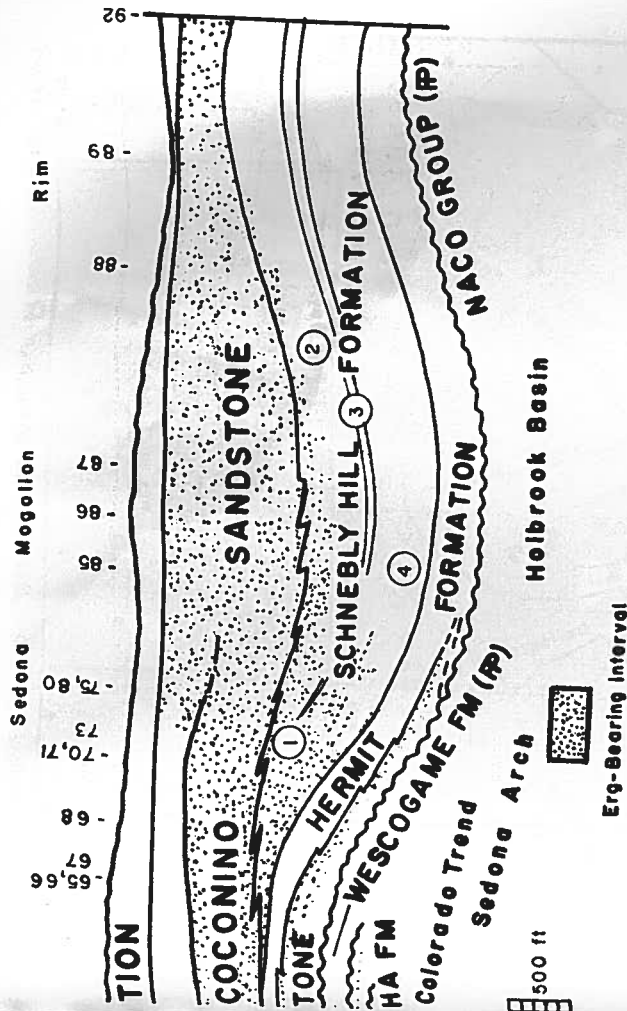 Sedona Mogollon Rim
65,66 67 68 70,71 73 75,80 85 86 87 88 89 92
TION
COCONINO SANDSTONE
1
2
SCHNEBLY HILL FORMATION
3
4
HERMIT FORMATION
TONE
WESCOGAME FM (PP)
NACO GROUP (PP)
HA FM
Colorado Trend
Sedona Arch
Holbrook Basin
500 ft
Erg-Bearing Interval